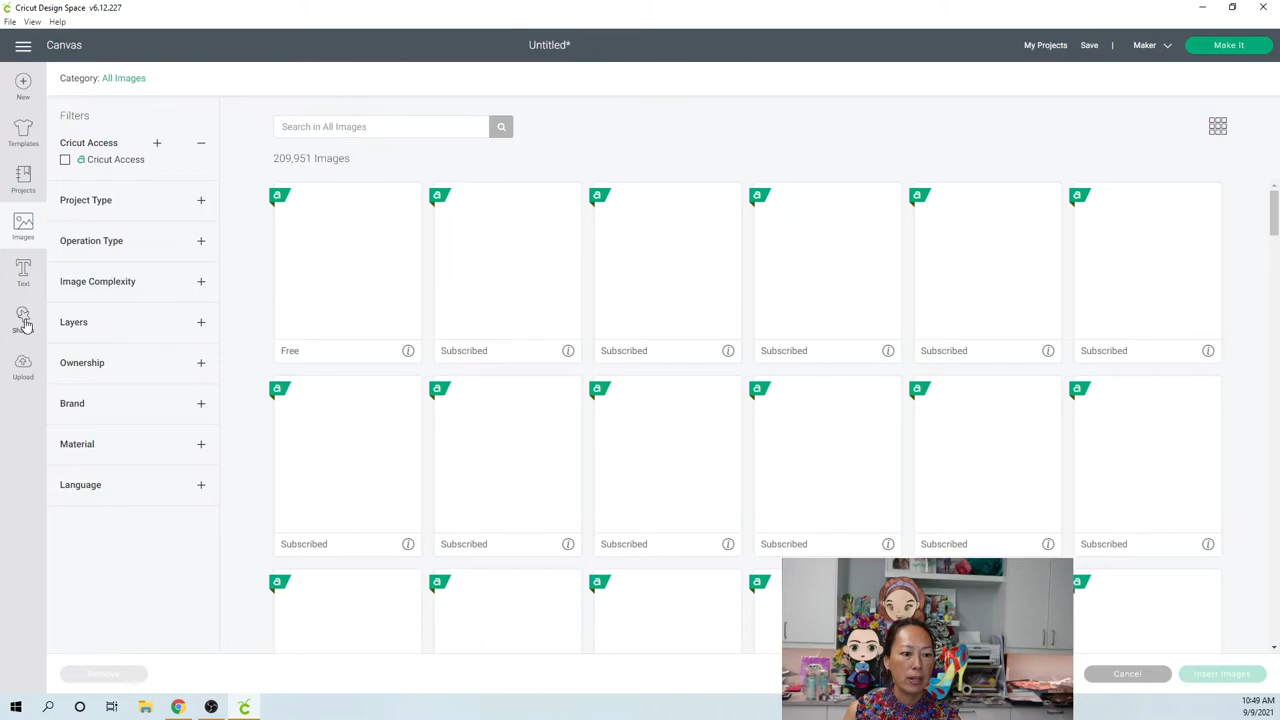 Cricut Design Space v6.12.227
File View Help
Canvas
Untitled*
My Projects Save | Maker Make It
New
Templates
Projects
Images
Text
Upload
Category: All Images
Filters
Cricut Access
Cricut Access
Project Type
Operation Type
Image Complexity
Layers
Ownership
Brand
Material
Language
Search in All Images
209,951 Images
Free Subscribed Subscribed Subscribed Subscribed Subscribed
Subscribed Subscribed Subscribed Subscribed Subscribed Subscribed
Remove
Cancel Insert Images
10:49 AM
9/9/2021